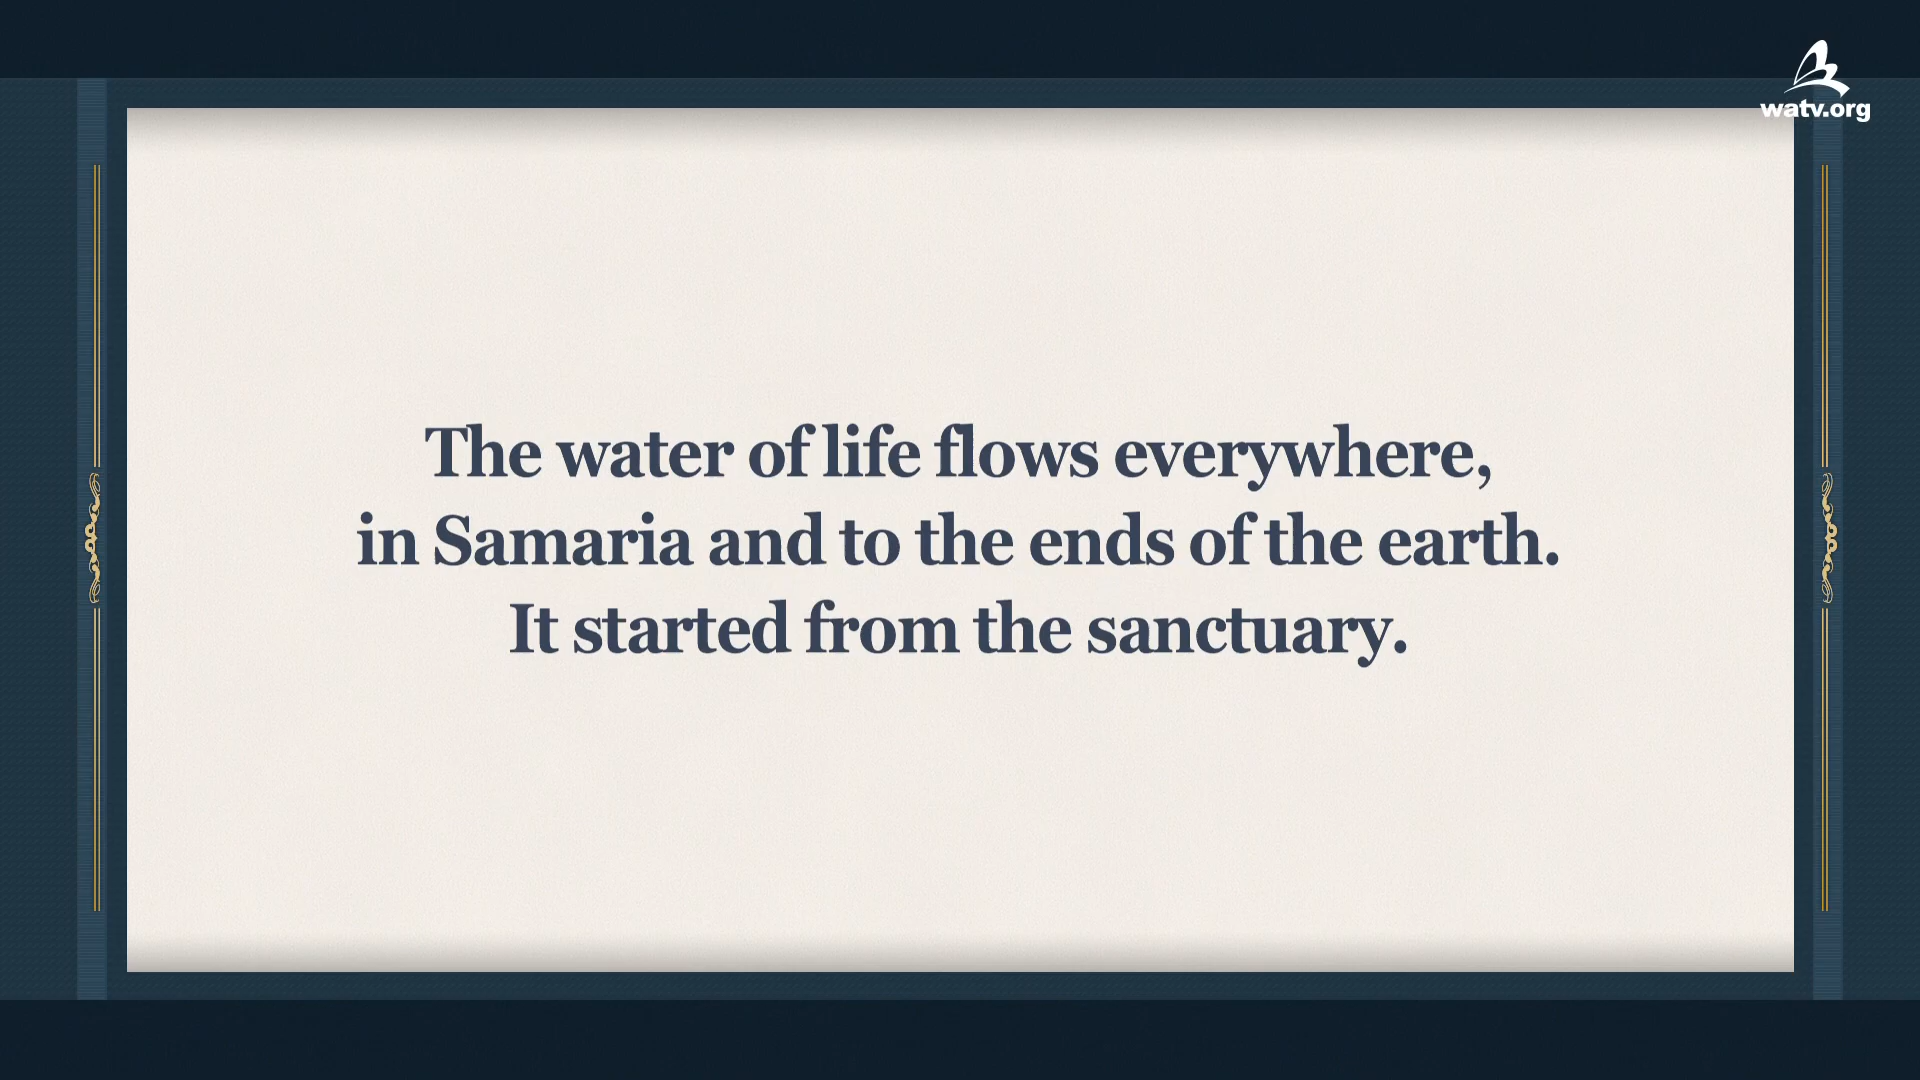 watv.org
The water of life flows everywhere,
in Samaria and to the ends of the earth.
It started from the sanctuary.